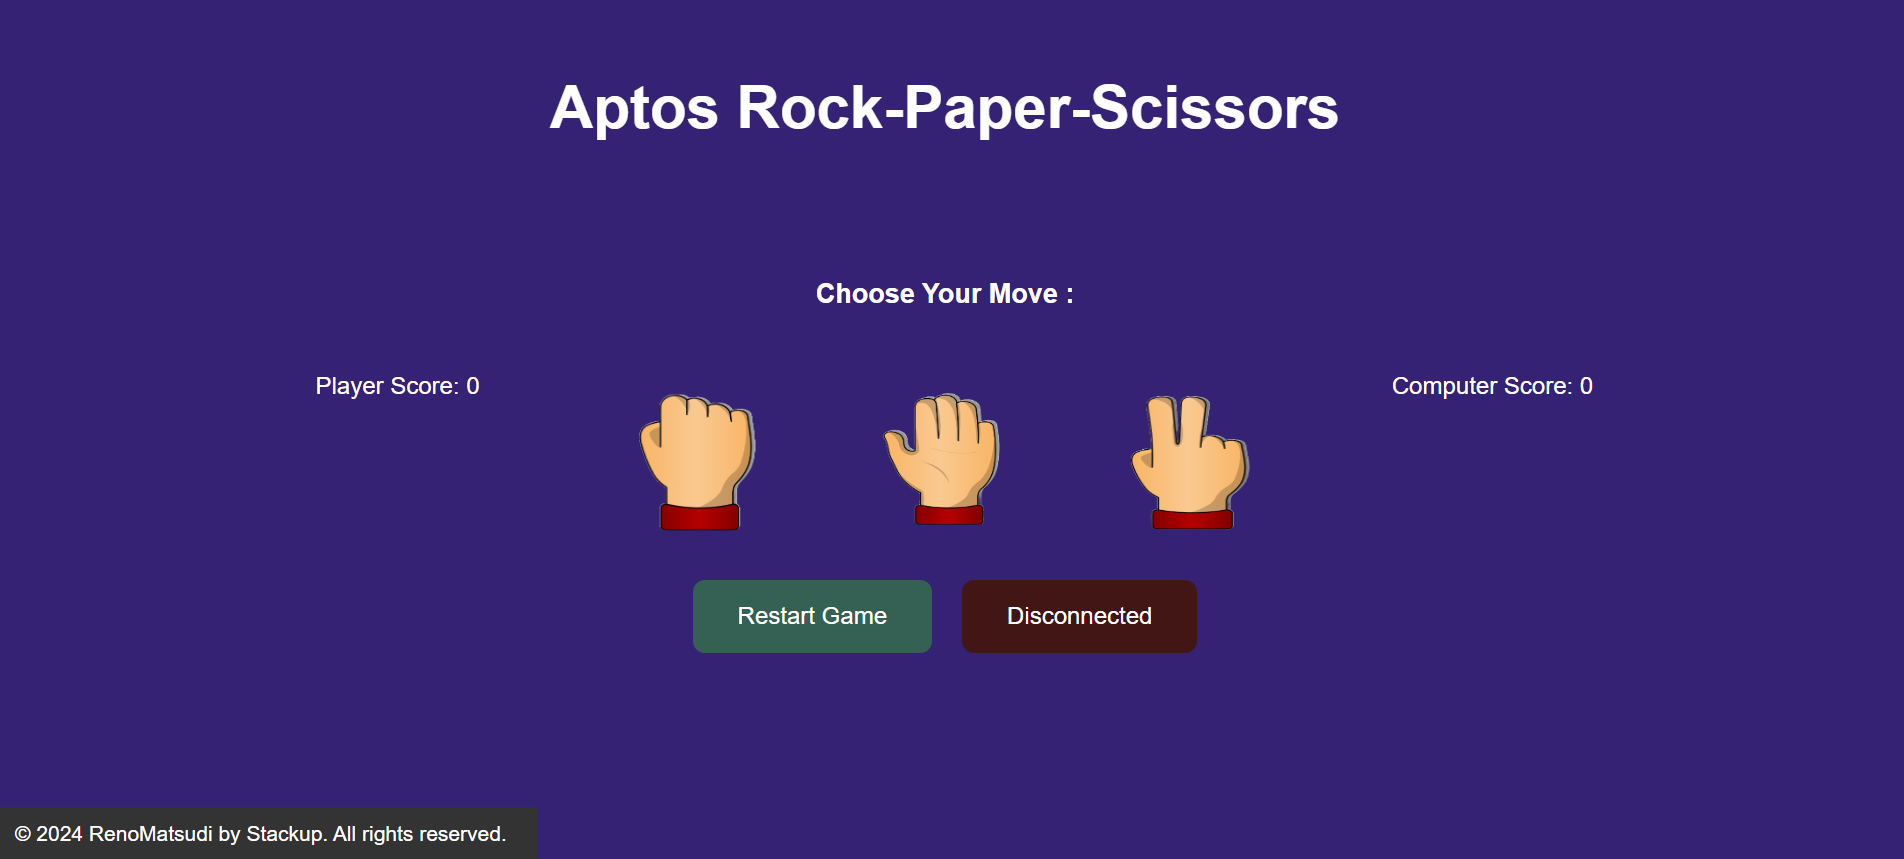 Aptos Rock-Paper-Scissors
Choose Your Move :
Player Score: 0
Computer Score: 0
Restart Game
Disconnected
© 2024 RenoMatsudi by Stackup. All rights reserved.